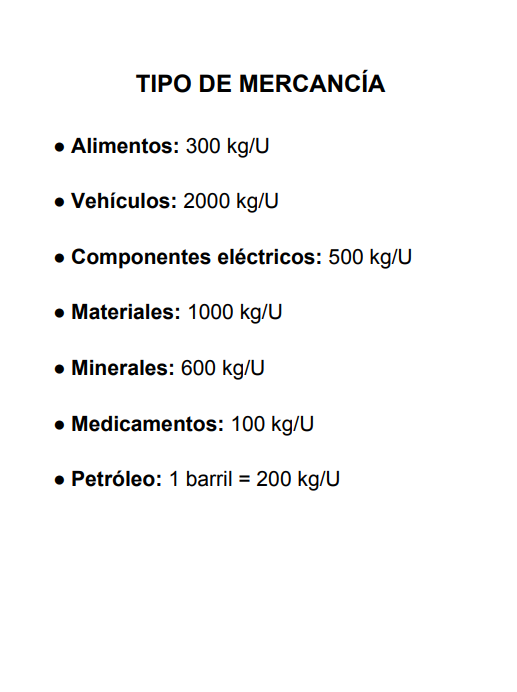 TIPO DE MERCANCÍA
● Alimentos: 300 kg/U
● Vehículos: 2000 kg/U
● Componentes eléctricos: 500 kg/U
● Materiales: 1000 kg/U
● Minerales: 600 kg/U
● Medicamentos: 100 kg/U
● Petróleo: 1 barril = 200 kg/U